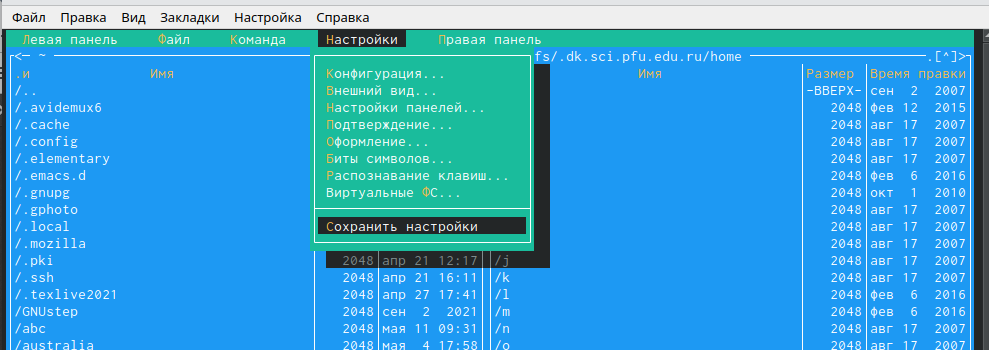 Файл Правка Вид Закладки Настройка Справка
Левая панель Файл Команда Настройки Правая панель
<— ~ fs/.dk.sci.pfu.edu.ru/home .[^]>
.и Имя Конфигурация... Имя Размер Время правки
/.. Внешний вид... -ВВЕРХ- сен 2 2007
/.avidemux6 Настройки панелей... 2048 фев 12 2015
/.cache Подтверждение... 2048 авг 17 2007
/.config Оформление... 2048 авг 17 2007
/.elementary Биты символов... 2048 авг 17 2007
/.emacs.d Распознавание клавиш... 2048 фев 6 2016
/.gnupg Виртуальные ФС... 2048 окт 1 2010
/.gphoto 2048 авг 17 2007
/.local Сохранить настройки 2048 авг 17 2007
/.mozilla 2048 авг 17 2007
/.pki 2048 апр 21 12:17 /j 2048 авг 17 2007
/.ssh 2048 апр 21 16:11 /k 2048 авг 17 2007
/.texlive2021 2048 апр 27 17:41 /l 2048 фев 6 2016
/GNUstep 2048 сен 2 2021 /m 2048 фев 6 2016
/abc 2048 мая 11 09:31 /n 2048 авг 17 2007
/australia 2048 мая 4 17:58 /o 2048 авг 17 2007